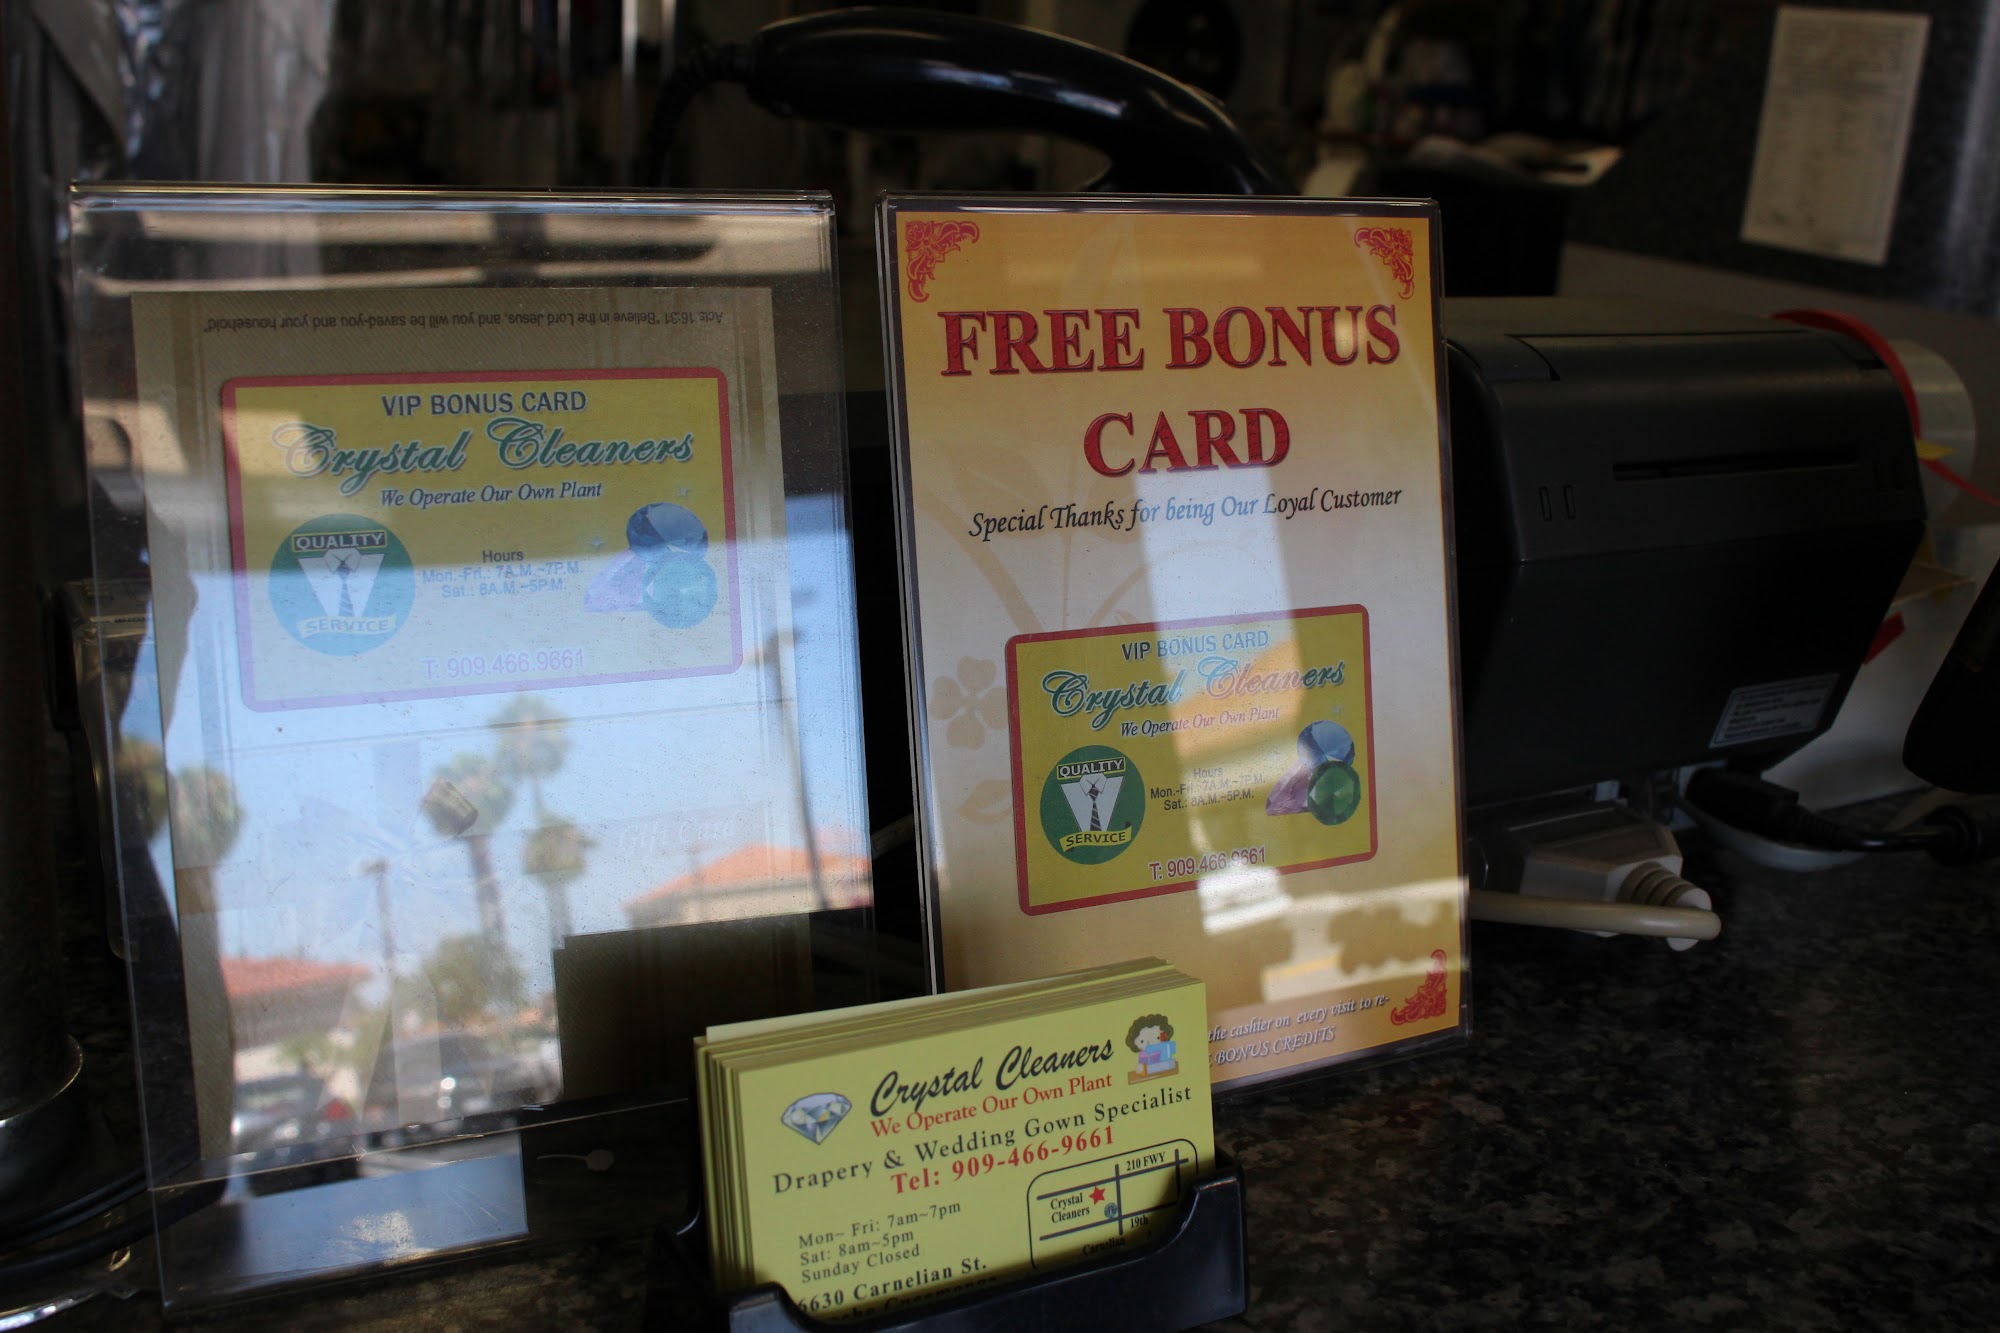 Acts 16:31 "Believe in the Lord Jesus, and you will be saved-you and your household"
VIP BONUS CARD
Crystal Cleaners
We Operate Our Own Plant
QUALITY
SERVICE
Hours
Mon.-Fri.: 7A.M.~7P.M.
Sat.: 8A.M.~5P.M.
T: 909.466.9661
Gift Card
FREE BONUS
CARD
Special Thanks for being Our Loyal Customer
VIP BONUS CARD
Crystal Cleaners
We Operate Our Own Plant
QUALITY
SERVICE
Hours
Mon.-Fri.: 7A.M.~7P.M.
Sat.: 8A.M.~5P.M.
T: 909.466.9661
the cashier on every visit to re-
BONUS CREDITS
Crystal Cleaners
We Operate Our Own Plant
Drapery & Wedding Gown Specialist
Tel: 909-466-9661
Mon~ Fri: 7am~7pm
Sat: 8am~5pm
Sunday Closed
6630 Carnelian St.
210 FWY
Crystal
Cleaners
19th
Carnelian